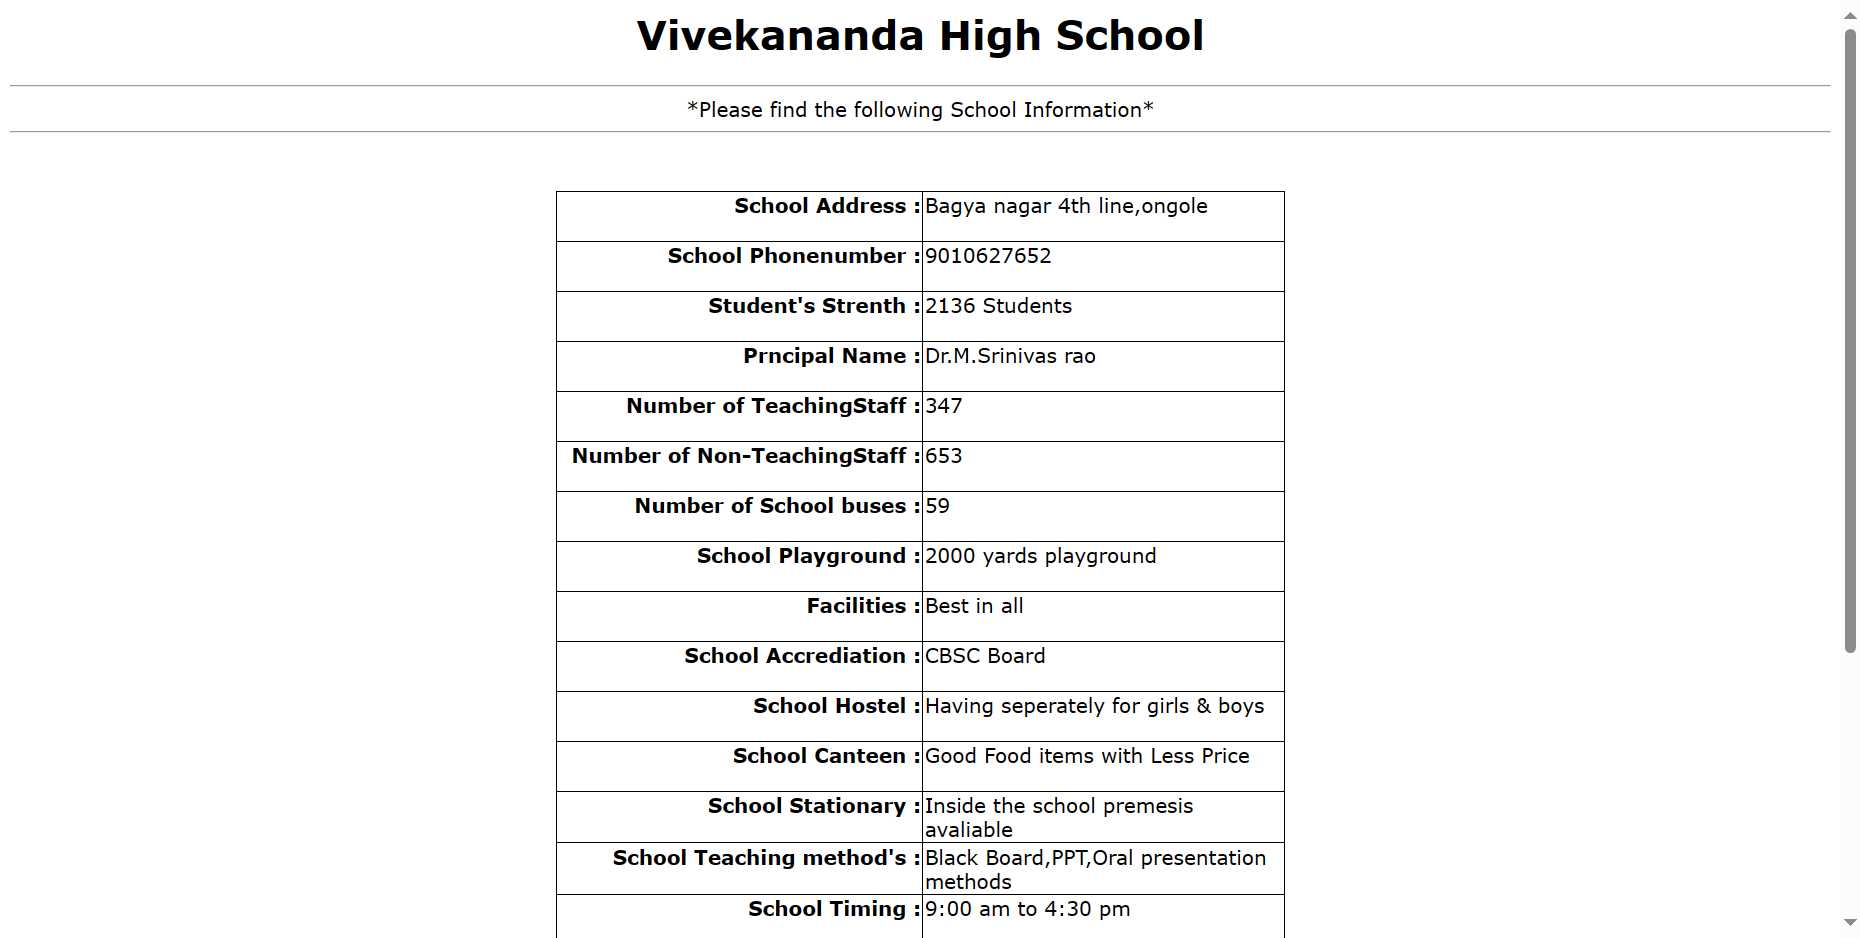 Vivekananda High School
*Please find the following School Information*
School Address : Bagya nagar 4th line,ongole
School Phonenumber : 9010627652
Student's Strenth : 2136 Students
Prncipal Name : Dr.M.Srinivas rao
Number of TeachingStaff : 347
Number of Non-TeachingStaff : 653
Number of School buses : 59
School Playground : 2000 yards playground
Facilities : Best in all
School Accrediation : CBSC Board
School Hostel : Having seperately for girls & boys
School Canteen : Good Food items with Less Price
School Stationary : Inside the school premesis
avaliable
School Teaching method's : Black Board,PPT,Oral presentation
methods
School Timing : 9:00 am to 4:30 pm